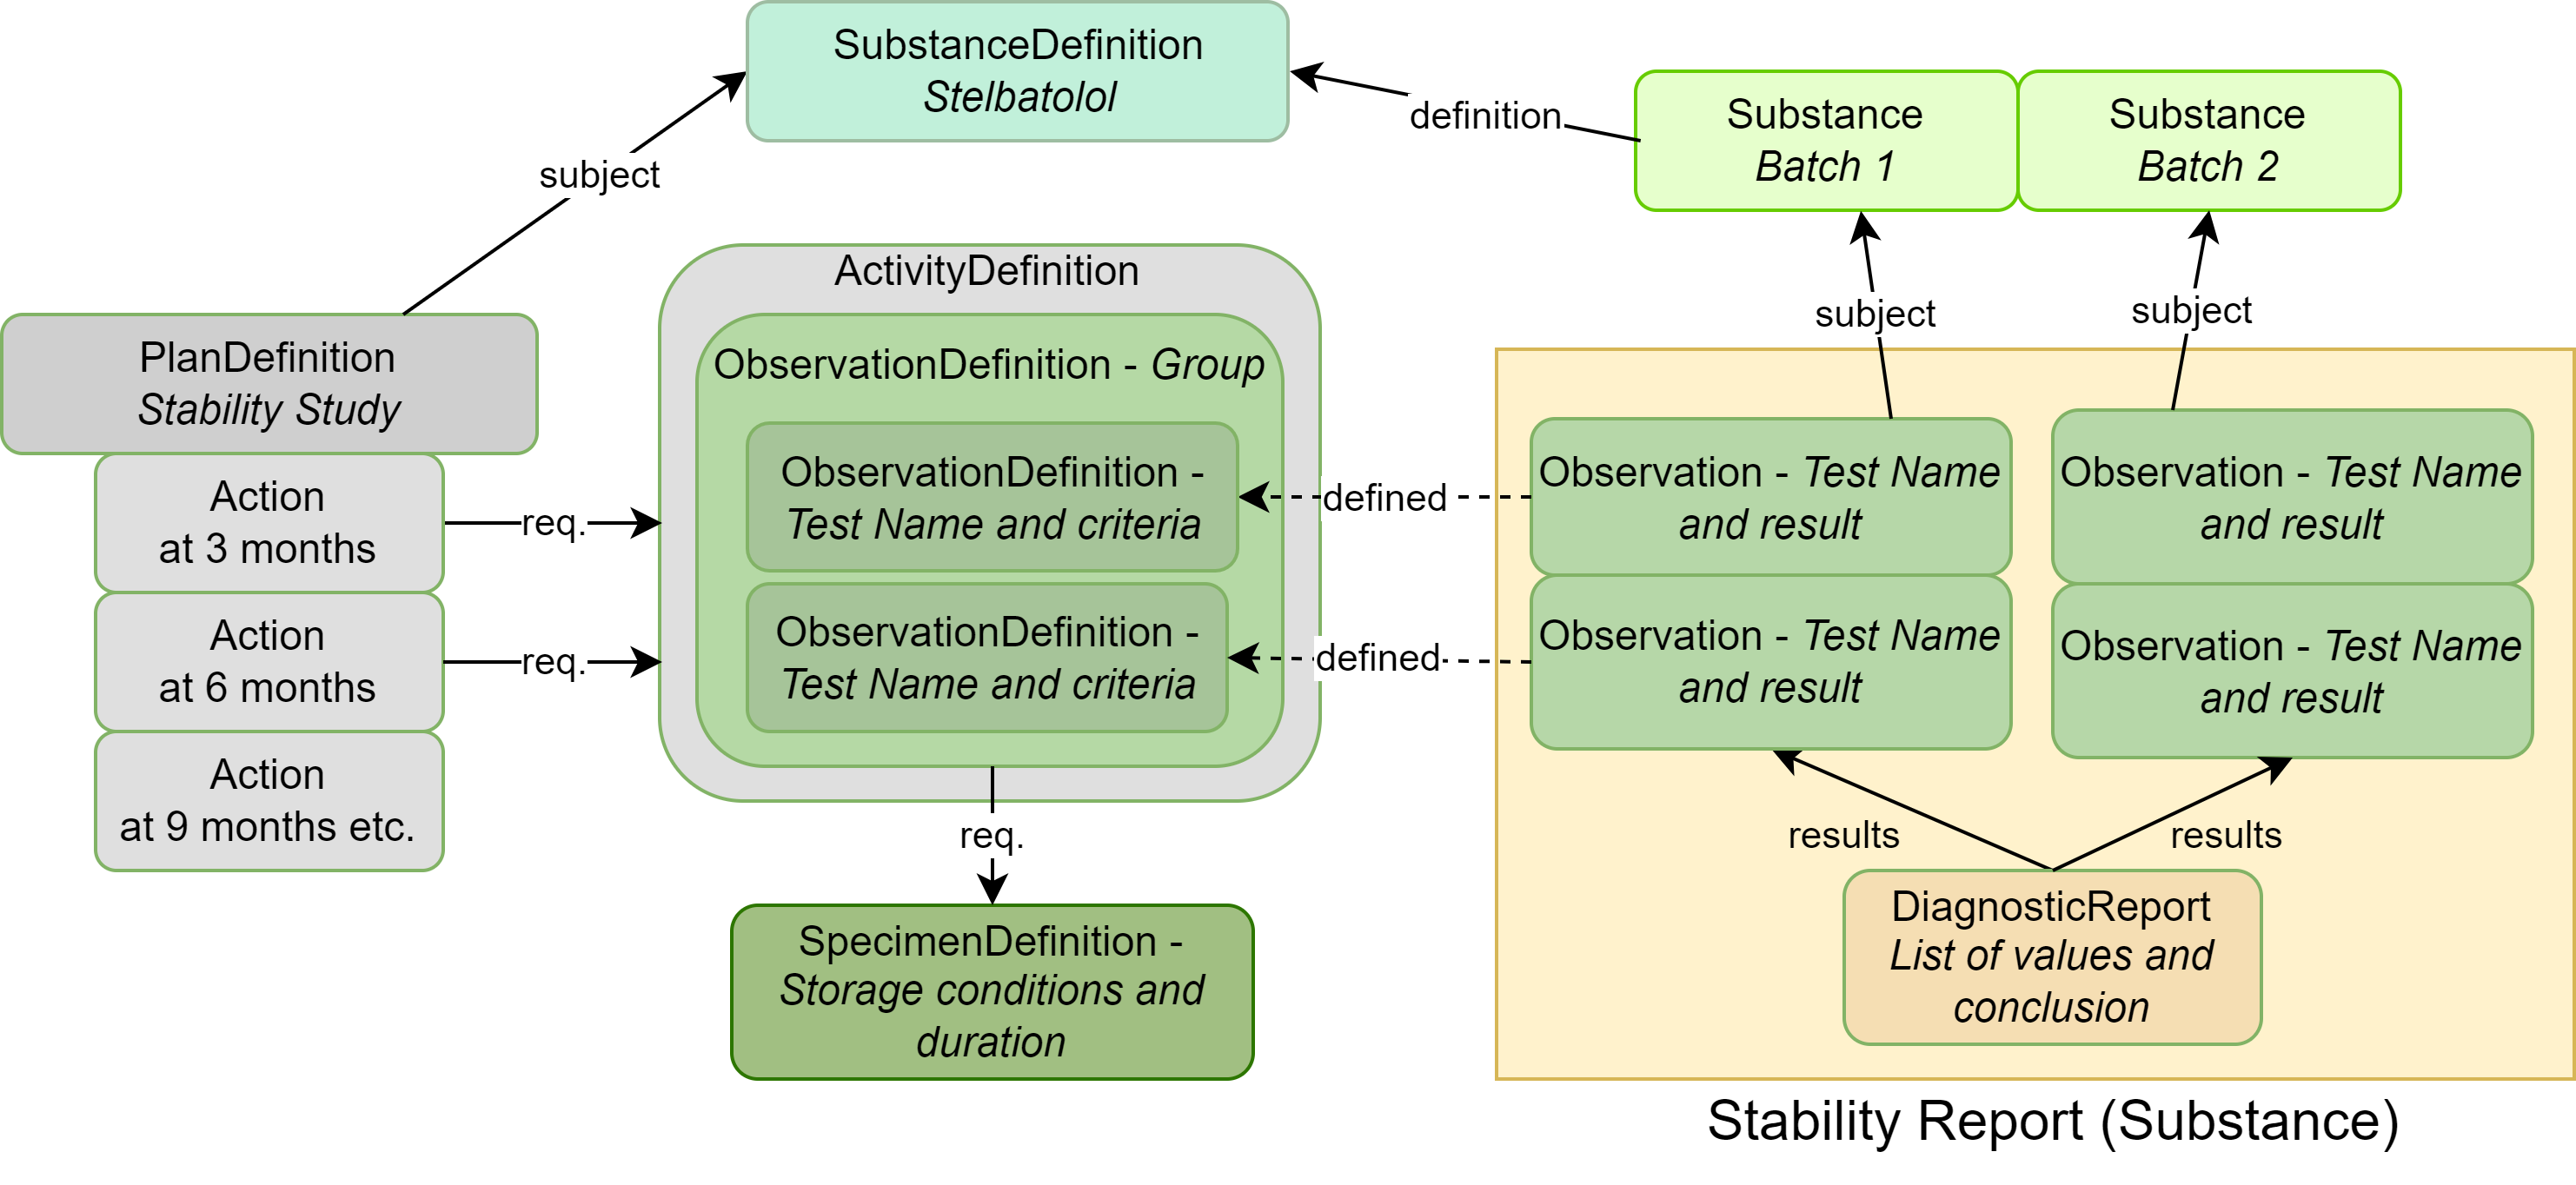 SubstanceDefinition
Stelbatolol
Substance
Batch 1
Substance
Batch 2
definition
subject
ActivityDefinition
subject
subject
PlanDefinition
Stability Study
ObservationDefinition - Group
Action
at 3 months
req.
ObservationDefinition -
Test Name and criteria
defined
Observation - Test Name
and result
Observation - Test Name
and result
Action
at 6 months
req.
ObservationDefinition -
Test Name and criteria
defined
Observation - Test Name
and result
Observation - Test Name
and result
Action
at 9 months etc.
req.
results
results
SpecimenDefinition -
Storage conditions and
duration
DiagnosticReport
List of values and
conclusion
Stability Report (Substance)